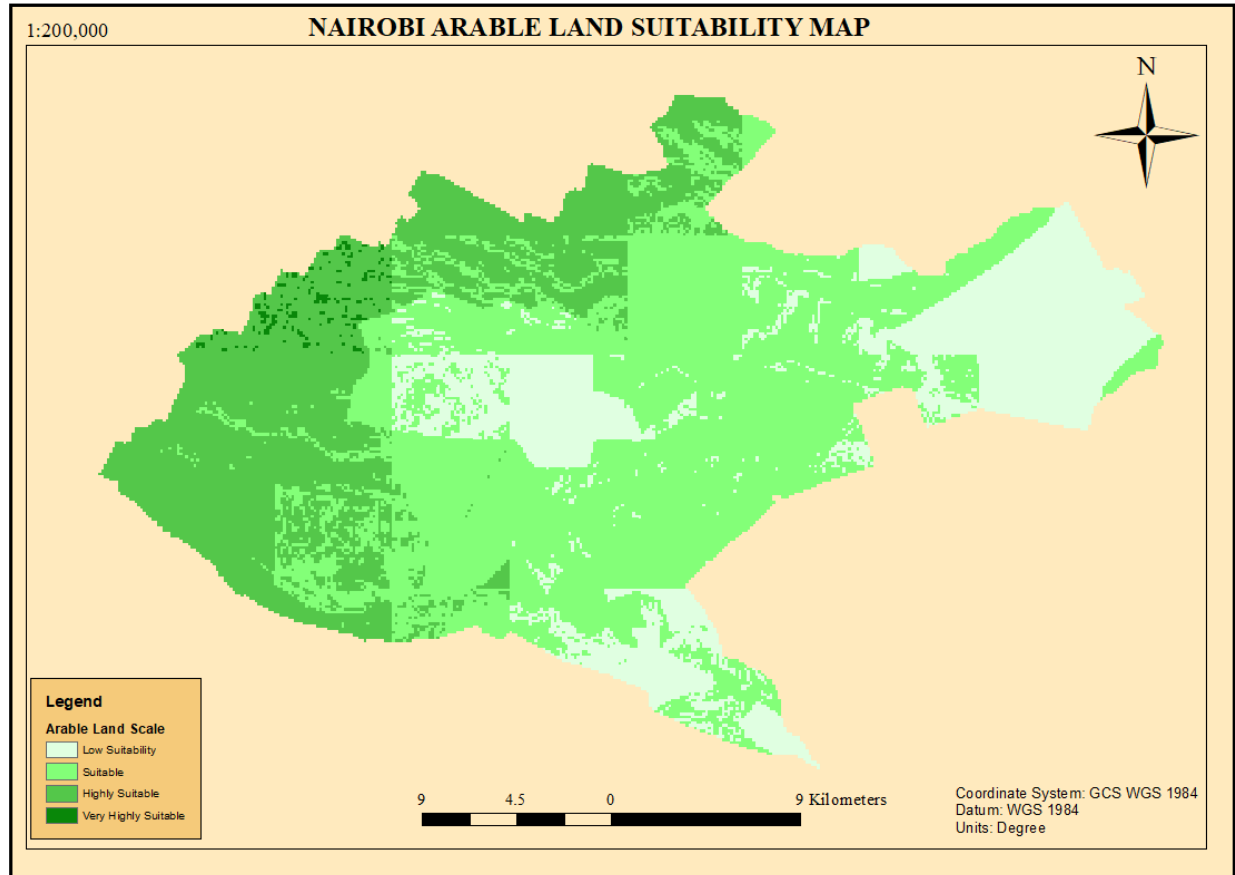 1:200,000
NAIROBI ARABLE LAND SUITABILITY MAP
N
Legend
Arable Land Scale
Low Suitability
Suitable
Highly Suitable
Very Highly Suitable
9 4.5 0 9 Kilometers
Coordinate System: GCS WGS 1984
Datum: WGS 1984
Units: Degree